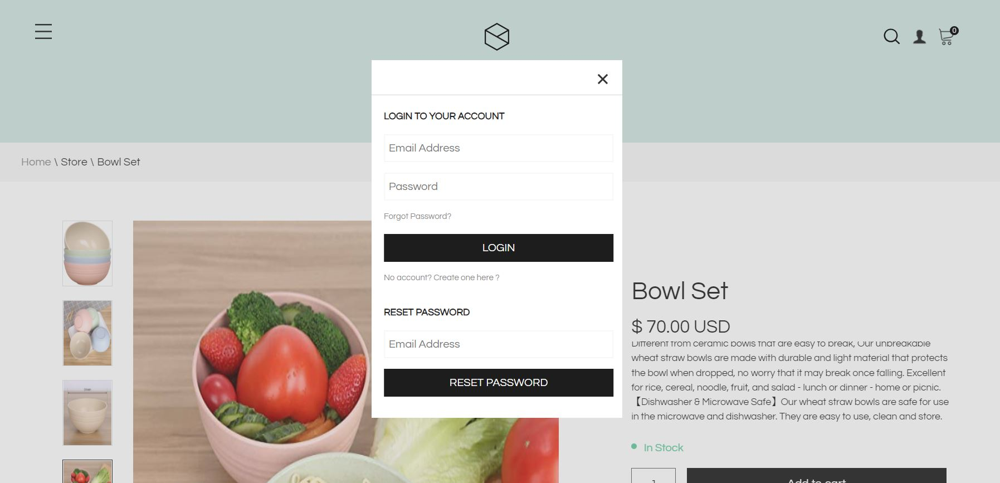 0
LOGIN TO YOUR ACCOUNT
Email Address
Home \ Store \ Bowl Set
Password
Forgot Password?
LOGIN
No account? Create one here ?
Bowl Set
RESET PASSWORD
$ 70.00 USD
Email Address
Different from ceramic bowls that are easy to break, Our unbreakable
wheat straw bowls are made with durable and light material that protects
the bowl when dropped, no worry that it may break once falling. Excellent
for rice, cereal, noodle, fruit, and salad - lunch or dinner - home or picnic.
【Dishwasher & Microwave Safe】Our wheat straw bowls are safe for use
in the microwave and dishwasher. They are easy to use, clean and store.
RESET PASSWORD
In Stock
1
Add to cart